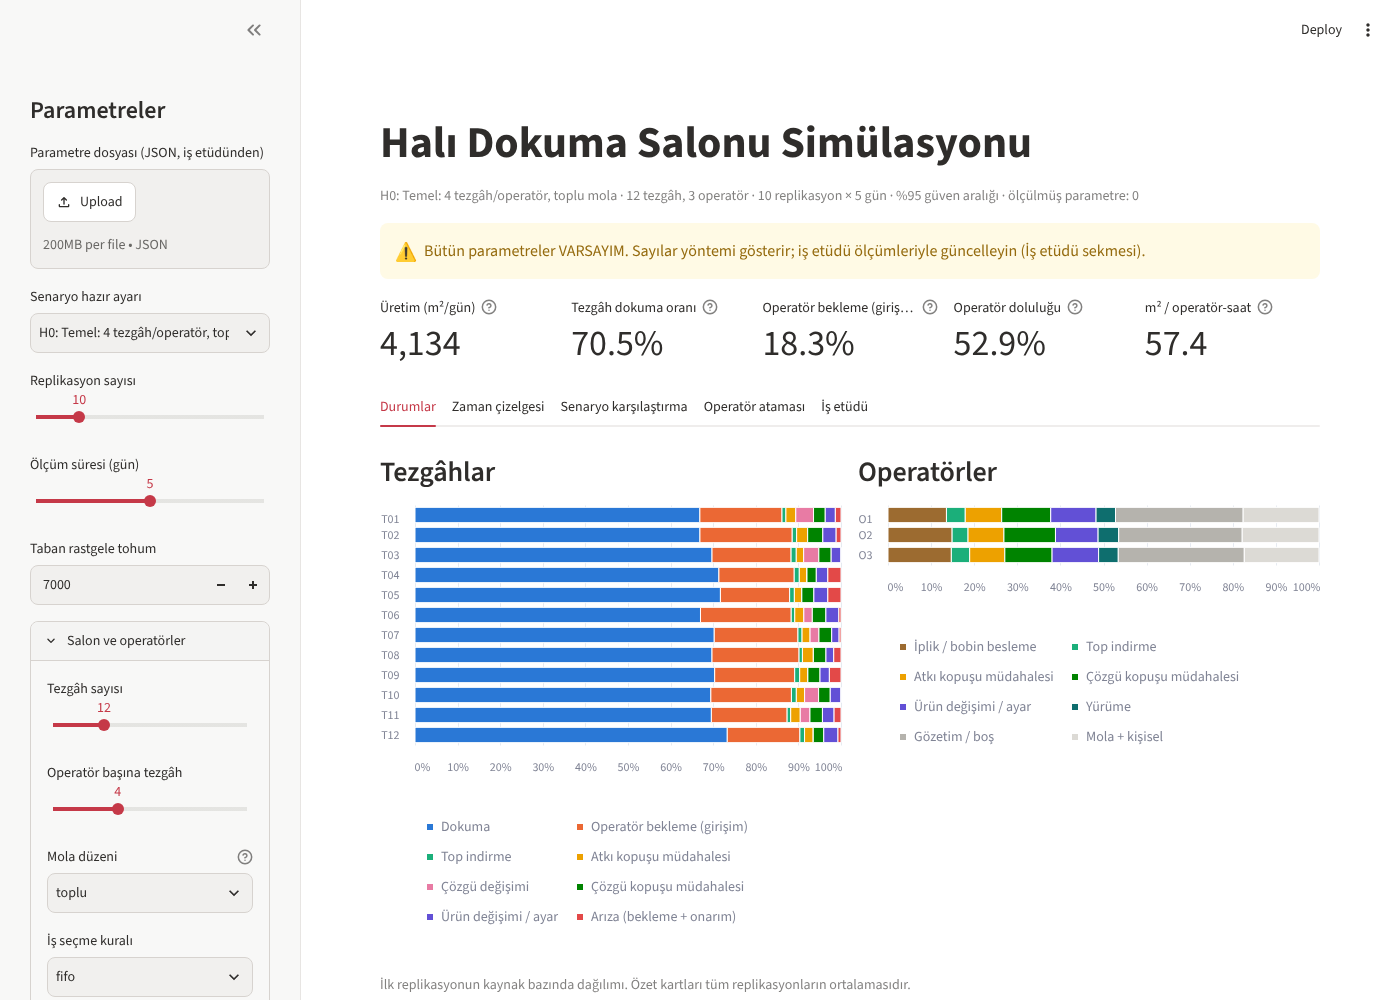 Deploy
Parametreler
Parametre dosyası (JSON, iş etüdünden)
Upload
200MB per file • JSON
Senaryo hazır ayarı
H0: Temel: 4 tezgâh/operatör, top
Replikasyon sayısı
10
Ölçüm süresi (gün)
5
Taban rastgele tohum
7000
Salon ve operatörler
Tezgâh sayısı
12
Operatör başına tezgâh
4
Mola düzeni
toplu
İş seçme kuralı
fifo
Halı Dokuma Salonu Simülasyonu
H0: Temel: 4 tezgâh/operatör, toplu mola · 12 tezgâh, 3 operatör · 10 replikasyon × 5 gün · %95 güven aralığı · ölçülmüş parametre: 0
Bütün parametreler VARSAYIM. Sayılar yöntemi gösterir; iş etüdü ölçümleriyle güncelleyin (İş etüdü sekmesi).
Üretim (m²/gün)
4,134
Tezgâh dokuma oranı
70.5%
Operatör bekleme (giriş…
18.3%
Operatör doluluğu
52.9%
m² / operatör-saat
57.4
Durumlar Zaman çizelgesi Senaryo karşılaştırma Operatör ataması İş etüdü
Tezgâhlar
T01
T02
T03
T04
T05
T06
T07
T08
T09
T10
T11
T12
0% 10% 20% 30% 40% 50% 60% 70% 80% 90% 100%
Dokuma Operatör bekleme (girişim)
Top indirme Atkı kopuşu müdahalesi
Çözgü değişimi Çözgü kopuşu müdahalesi
Ürün değişimi / ayar Arıza (bekleme + onarım)
Operatörler
O1
O2
O3
0% 10% 20% 30% 40% 50% 60% 70% 80% 90% 100%
İplik / bobin besleme Top indirme
Atkı kopuşu müdahalesi Çözgü kopuşu müdahalesi
Ürün değişimi / ayar Yürüme
Gözetim / boş Mola + kişisel
İlk replikasyonun kaynak bazında dağılımı. Özet kartları tüm replikasyonların ortalamasıdır.